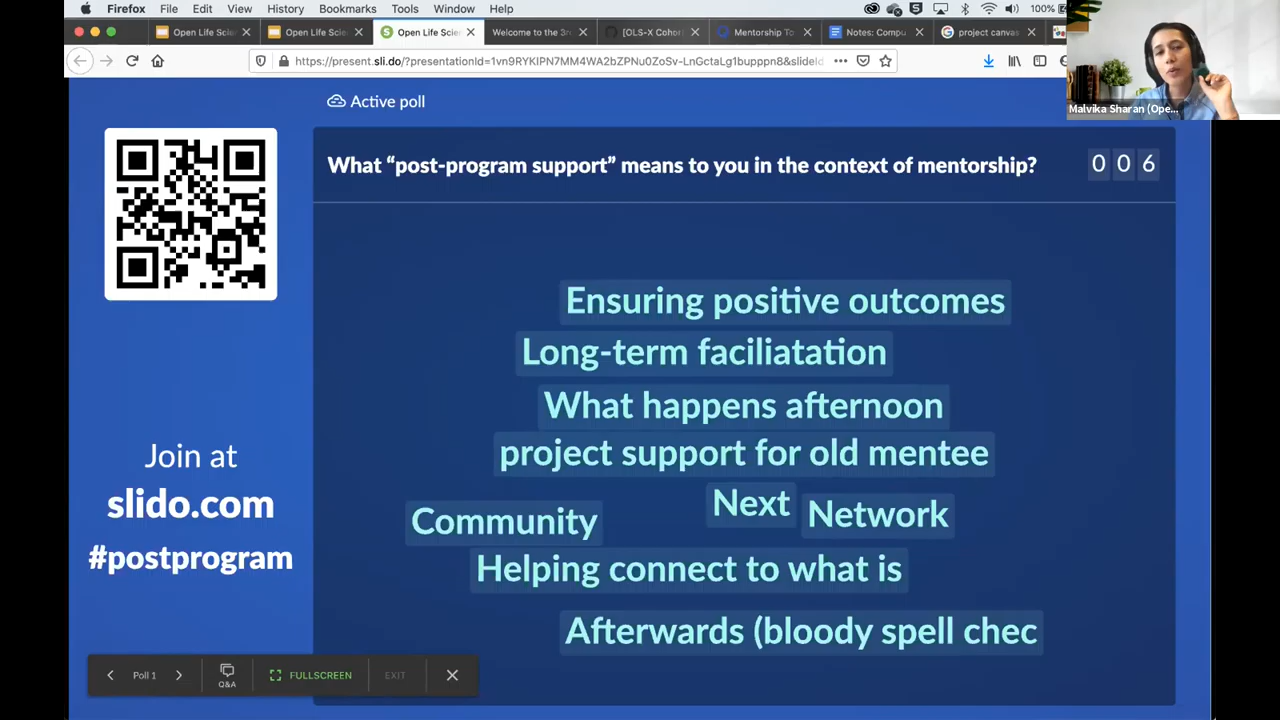 Firefox File Edit View History Bookmarks Tools Window Help 100%
Open Life Scie Open Life Scie Open Life Scie Welcome to the 3r [OLS-X Cohor Mentorship To Notes: Compu project canvas
https://present.sli.do/?presentationId=1vn9RYKIPN7MM4WA2bZPNu0ZoSv-LnGctaLg1bupppn8&slideId
Malvika Sharan (Ope...
Active poll
What “post-program support” means to you in the context of mentorship?
0 0 6
Ensuring positive outcomes
Long-term faciliatation
What happens afternoon
project support for old mentee
Next
Network
Community
Helping connect to what is
Afterwards (bloody spell chec
Join at
slido.com
#postprogram
Poll 1
Q&A
FULLSCREEN
EXIT